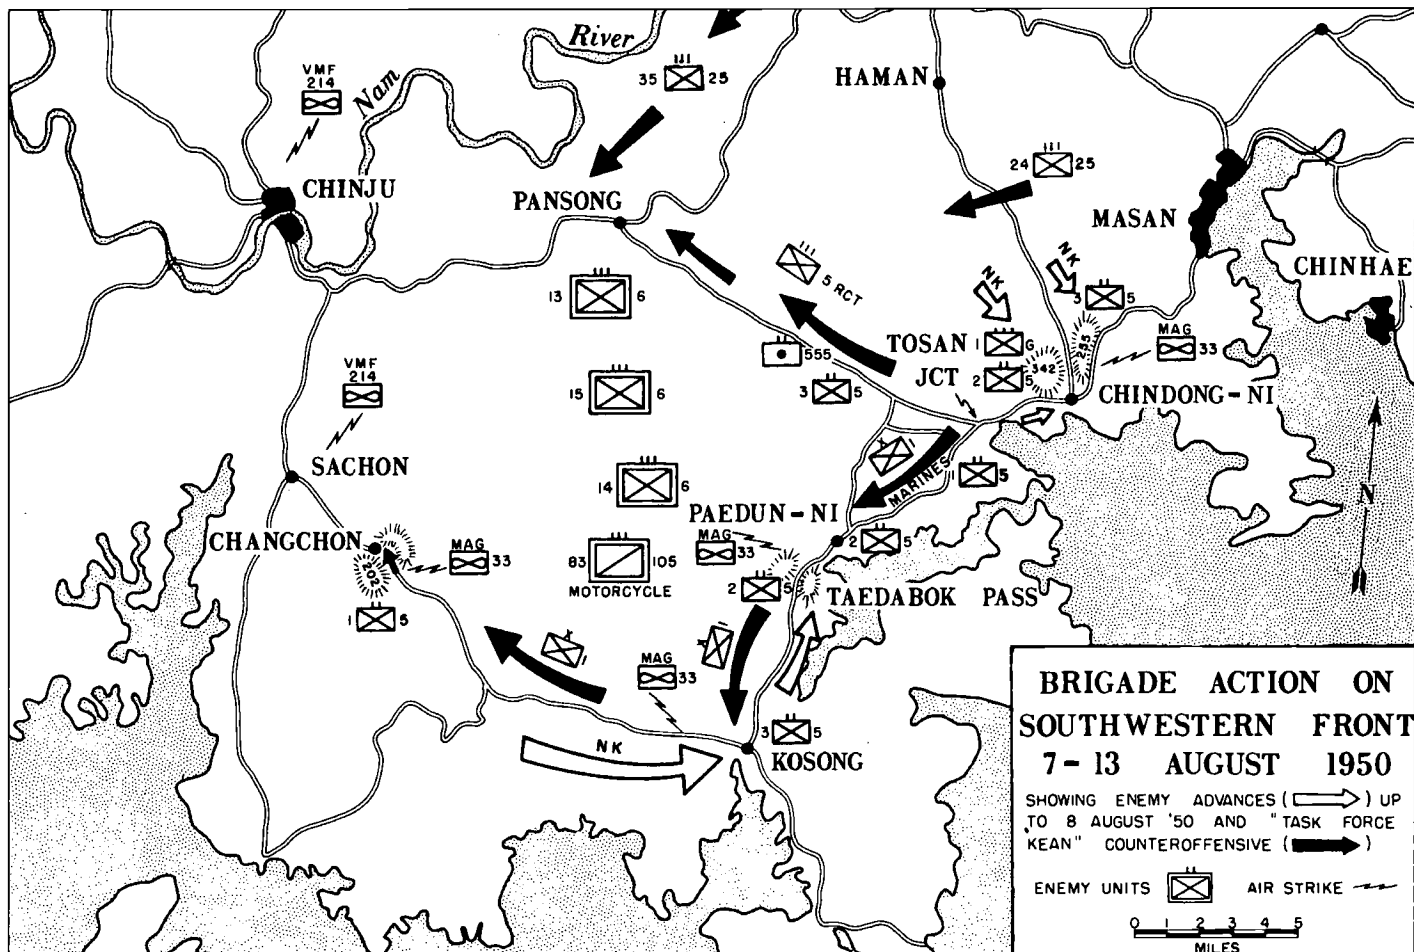 River
Nam
VMF
214
35 25
HAMAN
CHINJU
PANSONG
24 25
MASAN
CHINHAE
NK
NK
3 5
5 RCT
13 6
TOSAN
JCT
1 G
2 5
342
255
MAG
33
555
3 5
CHINDONG-NI
VMF
214
15 6
SACHON
1
MARINES
1 5
N
14 6
PAEDUN-NI
2 5
CHANGCHON
202
MAG
33
MAG
33
83 105
MOTORCYCLE
2 5
TAEDABOK PASS
1 5
1
1
MAG
33
NK
3 5
KOSONG
BRIGADE ACTION ON
SOUTHWESTERN FRONT
7-13 AUGUST 1950
SHOWING ENEMY ADVANCES ( ) UP
TO 8 AUGUST '50 AND "TASK FORCE
KEAN" COUNTEROFFENSIVE ( )
ENEMY UNITS AIR STRIKE
0 1 2 3 4 5
MILES